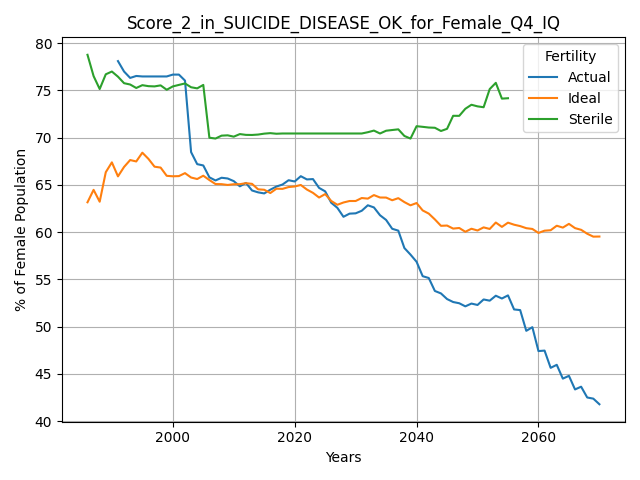 Score_2_in_SUICIDE_DISEASE_OK_for_Female_Q4_IQ
Fertility
Actual
Ideal
Sterile
% of Female Population
80
75
70
65
60
55
50
45
40
2000 2020 2040 2060
Years